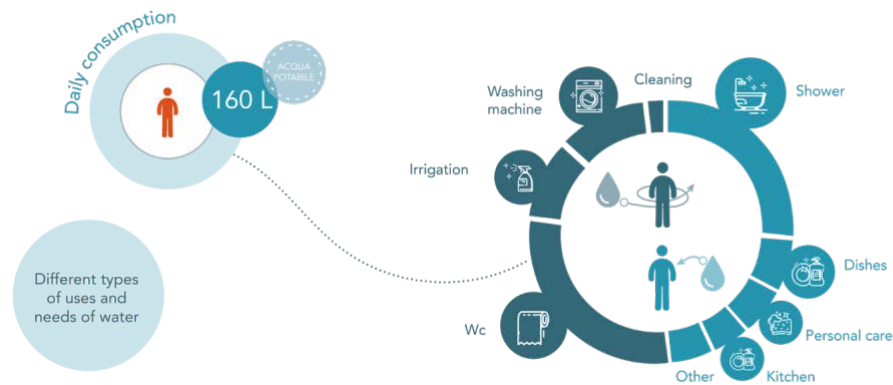 Daily consumption
160 L
ACQUA
POTABILE
Different types
of uses and
needs of water
Cleaning
Washing
machine
Shower
Irrigation
Dishes
Wc
Personal care
Other
Kitchen